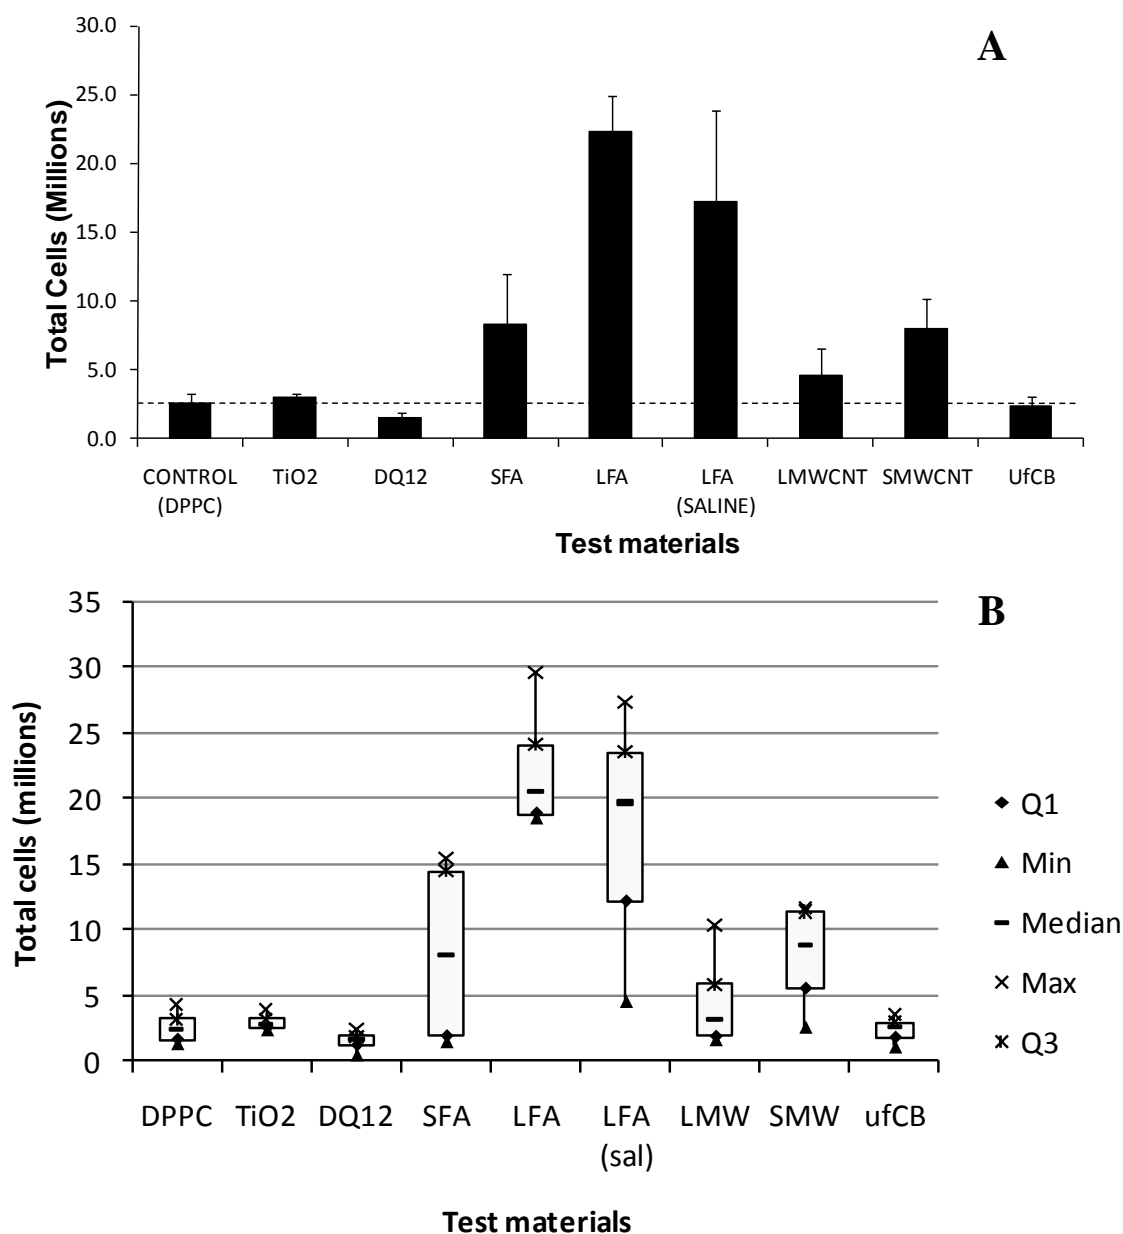 A
30.0
25.0
20.0
15.0
10.0
5.0
0.0
Total Cells (Millions)
CONTROL TiO2 DQ12 SFA LFA LFA LMWCNT SMWCNT UfCB
(DPPC) (SALINE)
Test materials
B
35
30
25
20
15
10
5
0
Total cells (millions)
Q1
Min
Median
Max
Q3
DPPC TiO2 DQ12 SFA LFA LFA LMW SMW ufCB
(sal)
Test materials